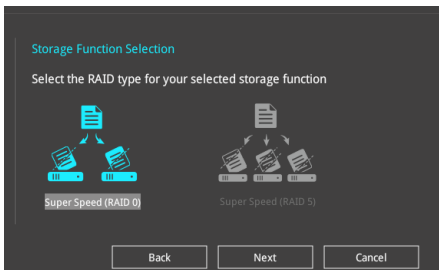 Storage Function Selection
Select the RAID type for your selected storage function
Super Speed (RAID 0)
Super Speed (RAID 5)
Back
Next
Cancel